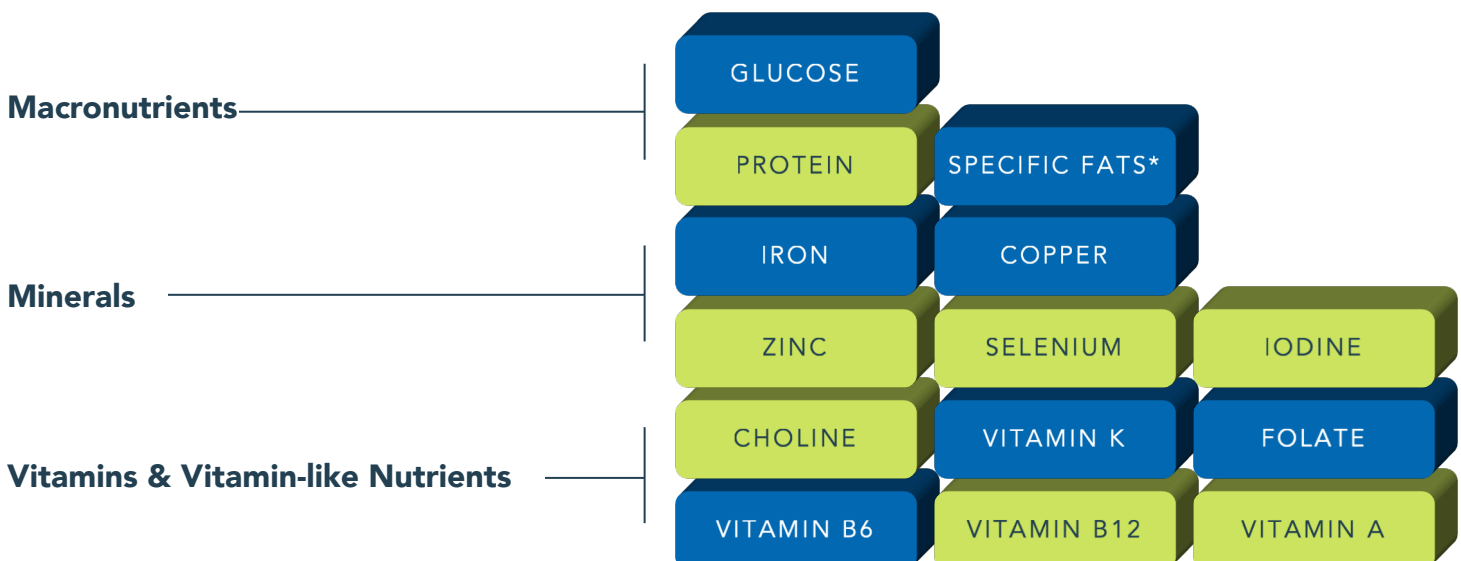 Macronutrients
GLUCOSE
PROTEIN SPECIFIC FATS*
Minerals
IRON COPPER
ZINC SELENIUM IODINE
Vitamins & Vitamin-like Nutrients
CHOLINE VITAMIN K FOLATE
VITAMIN B6 VITAMIN B12 VITAMIN A